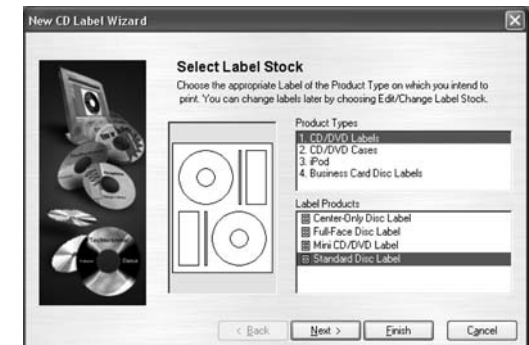 New CD Label Wizard
Select Label Stock
Choose the appropriate Label of the Product Type on which you intend to
print. You can change labels later by choosing Edit/Change Label Stock.
Product Types
1. CD/DVD Labels
2. CD/DVD Cases
3. iPod
4. Business Card Disc Labels
Label Products
Center-Only Disc Label
Full-Face Disc Label
Mini CD/DVD Label
Standard Disc Label
< Back
Next >
Finish
Cancel